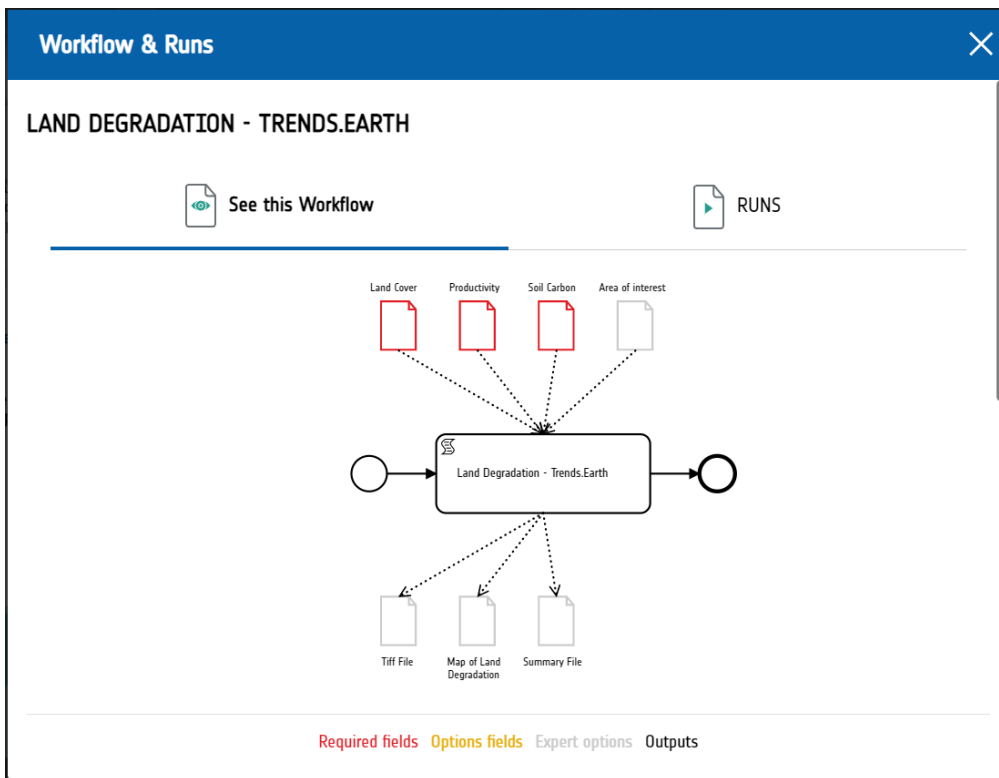 Workflow & Runs
LAND DEGRADATION - TRENDS.EARTH
See this Workflow
RUNS
Land Cover
Productivity
Soil Carbon
Area of interest
Land Degradation - Trends.Earth
Tiff File
Map of Land
Degradation
Summary File
Required fields Options fields Expert options Outputs